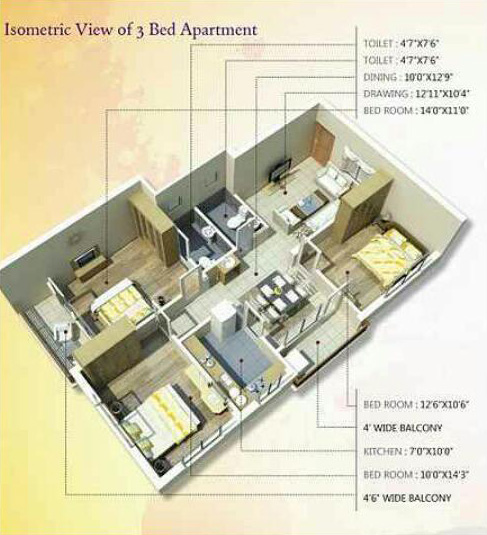 Isometric View of 3 Bed Apartment
TOILET : 4'7"X7'6"
TOILET : 4'7"X7'6"
DINING : 10'0"X12'9"
DRAWING : 12'11"X10'4"
BED ROOM : 14'0"X11'0"
BED ROOM : 12'6"X10'6"
4' WIDE BALCONY
KITCHEN : 7'0"X10'0"
BED ROOM : 10'0"X14'3"
4'6" WIDE BALCONY